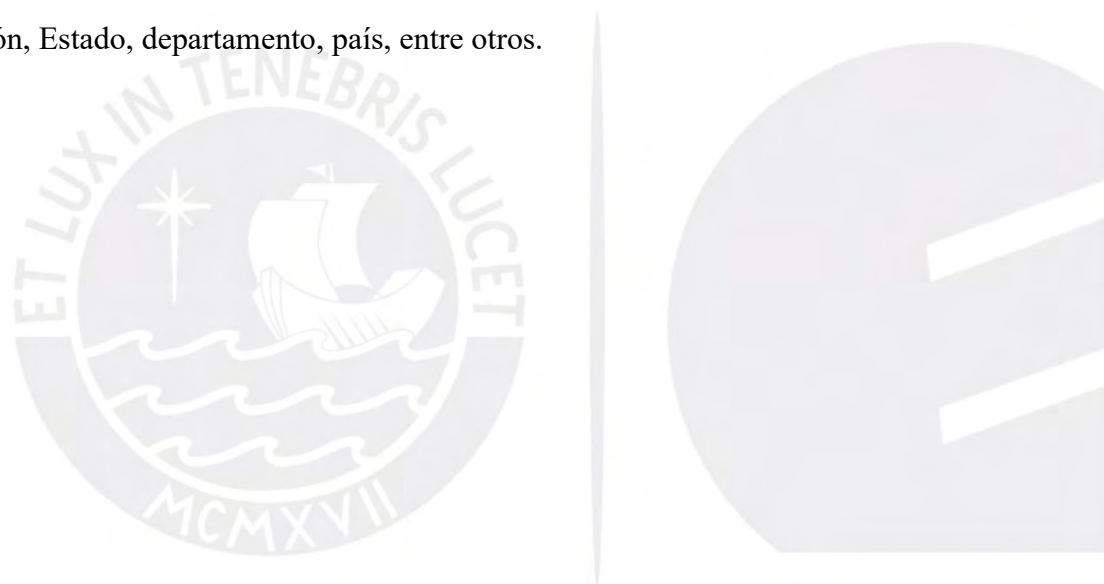 ón, Estado, departamento, país, entre otros.
ET LUX IN TENEBRIS LUCET
MCMXVII